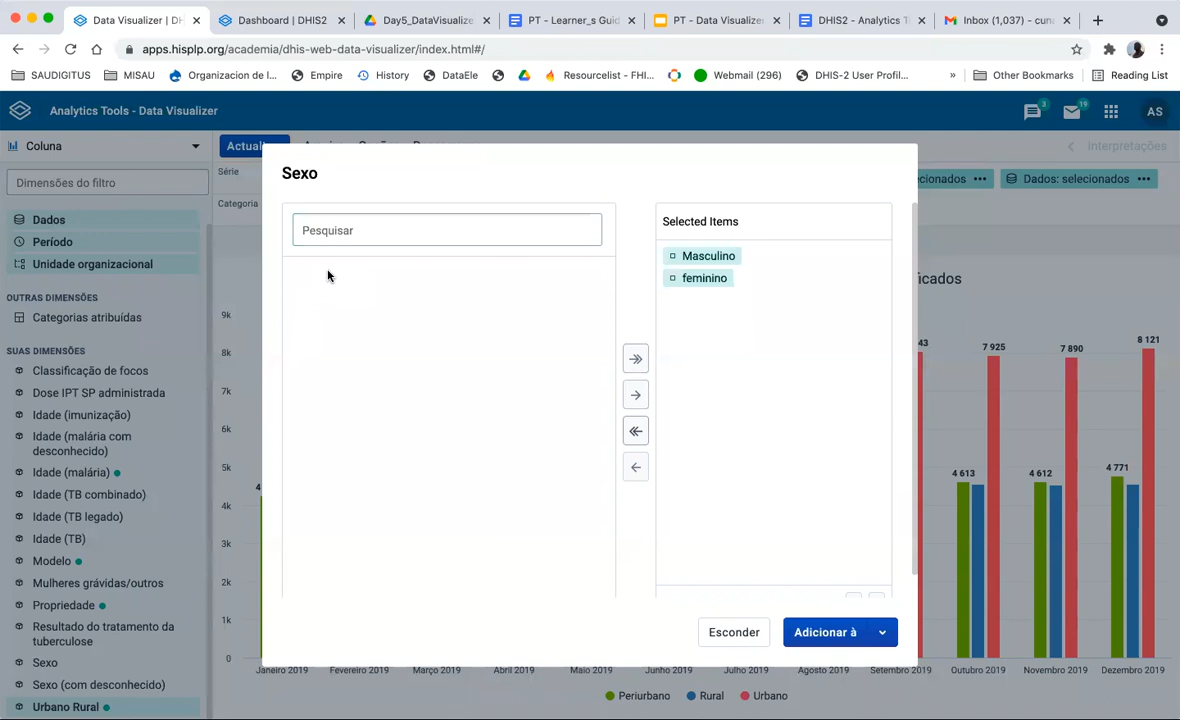 Data Visualizer | DH
Dashboard | DHIS2
Day5_DataVisualize
PT - Learner_s Guid
PT - Data Visualize
DHIS2 - Analytics T
Inbox (1,037) - cuna
apps.hisplp.org/academia/dhis-web-data-visualizer/index.html#/
SAUDIGITUS
MISAU
Organizacion de I...
Empire
History
DataEle
Resourcelist - FHI...
Webmail (296)
DHIS-2 User Profil...
»
Other Bookmarks
Reading List
Analytics Tools - Data Visualizer
3
19
AS
Coluna
Actuali
Interpretações
Dimensões do filtro
Série
ecionados
Dados: selecionados
Categoria
Dados
Período
Unidade organizacional
OUTRAS DIMENSÕES
Categorias atribuídas
SUAS DIMENSÕES
Classificação de focos
Dose IPT SP administrada
Idade (imunização)
Idade (malária com
desconhecido)
Idade (malária)
Idade (TB combinado)
Idade (TB legado)
Idade (TB)
Modelo
Mulheres grávidas/outros
Propriedade
Resultado do tratamento da
tuberculose
Sexo
Sexo (com desconhecido)
Urbano Rural
Sexo
Pesquisar
Selected Items
Masculino
feminino
Esconder
Adicionar à
ficados
9k
8k
7k
6k
5k
4k
3k
2k
1k
0
4
43
7 925
7 890
8 121
4 613
4 612
4 771
Janeiro 2019
Fevereiro 2019
Março 2019
Abril 2019
Maio 2019
Junho 2019
Julho 2019
Agosto 2019
Setembro 2019
Outubro 2019
Novembro 2019
Dezembro 2019
Periurbano
Rural
Urbano